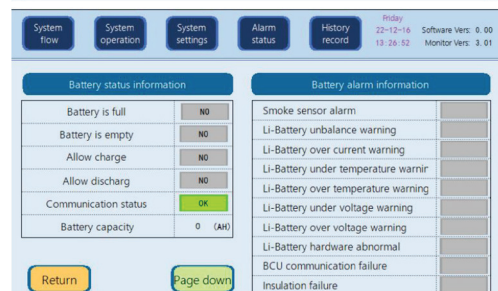 System flow
System operation
System settings
Alarm status
History record
Friday
22-12-16
13:26:52
Software Vers: 0.00
Monitor Vers: 3.01
Battery status information
Battery is full NO
Battery is empty NO
Allow charge NO
Allow discharg NO
Communication status OK
Battery capacity 0 (AH)
Return
Page down
Battery alarm information
Smoke sensor alarm
Li-Battery unbalance warning
Li-Battery over current warning
Li-Battery under temperature warnir
Li-Battery over temperature warning
Li-Battery under voltage warning
Li-Battery over voltage warning
Li-Battery hardware abnormal
BCU communication failure
Insulation failure